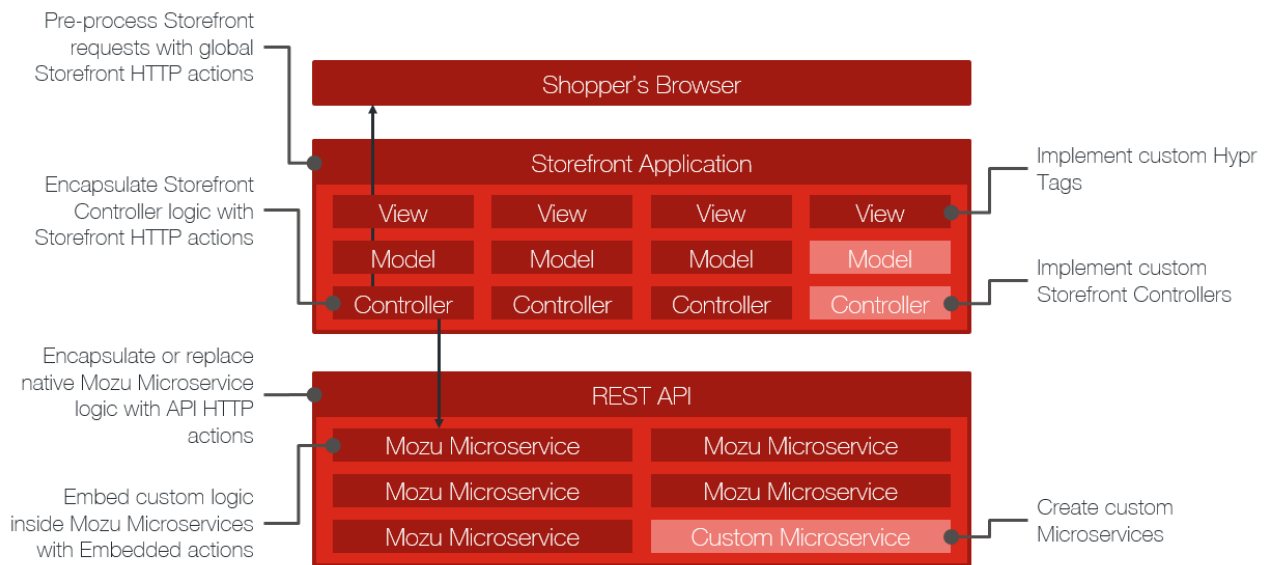 Pre-process Storefront
requests with global
Storefront HTTP actions
Encapsulate Storefront
Controller logic with
Storefront HTTP actions
Encapsulate or replace
native Mozu Microservice
logic with API HTTP
actions
Embed custom logic
inside Mozu Microservices
with Embedded actions
Shopper's Browser
Storefront Application
View View View View
Model Model Model Model
Controller Controller Controller Controller
REST API
Mozu Microservice Mozu Microservice
Mozu Microservice Mozu Microservice
Mozu Microservice Custom Microservice
Implement custom Hypr
Tags
Implement custom
Storefront Controllers
Create custom
Microservices